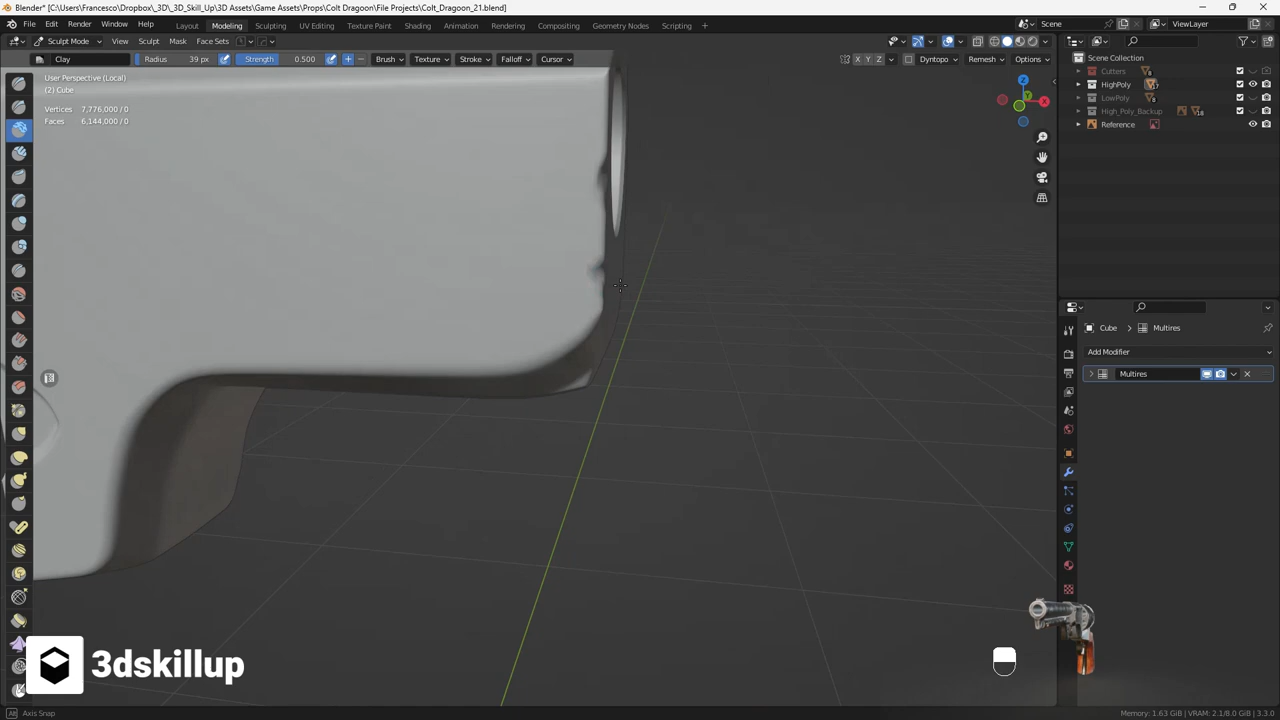 Blender* [C:\Users\Francesco\Dropbox\_3D\_3D_Skill_Up\3D Assets\Game Assets\Props\Colt Dragoon\File Projects\Colt_Dragoon_21.blend]
File Edit Render Window Help Layout Modeling Sculpting UV Editing Texture Paint Shading Animation Rendering Compositing Geometry Nodes Scripting + Scene ViewLayer
Sculpt Mode View Sculpt Mask Face Sets
Clay Radius 39 px Strength 0.500 Brush Texture Stroke Falloff Cursor X Y Z Dyntopo Remesh Options
User Perspective (Local)
(2) Cube
Vertices 7,776,000 / 0
Faces 6,144,000 / 0
Z
X
Y
Scene Collection
Cutters
HighPoly 17
LowPoly
High_Poly_Backup 18
Reference
Cube > Multires
Add Modifier
Multires
3dskillup
Alt Axis Snap
Memory: 1.63 GiB | VRAM: 2.1/8.0 GiB | 3.3.0